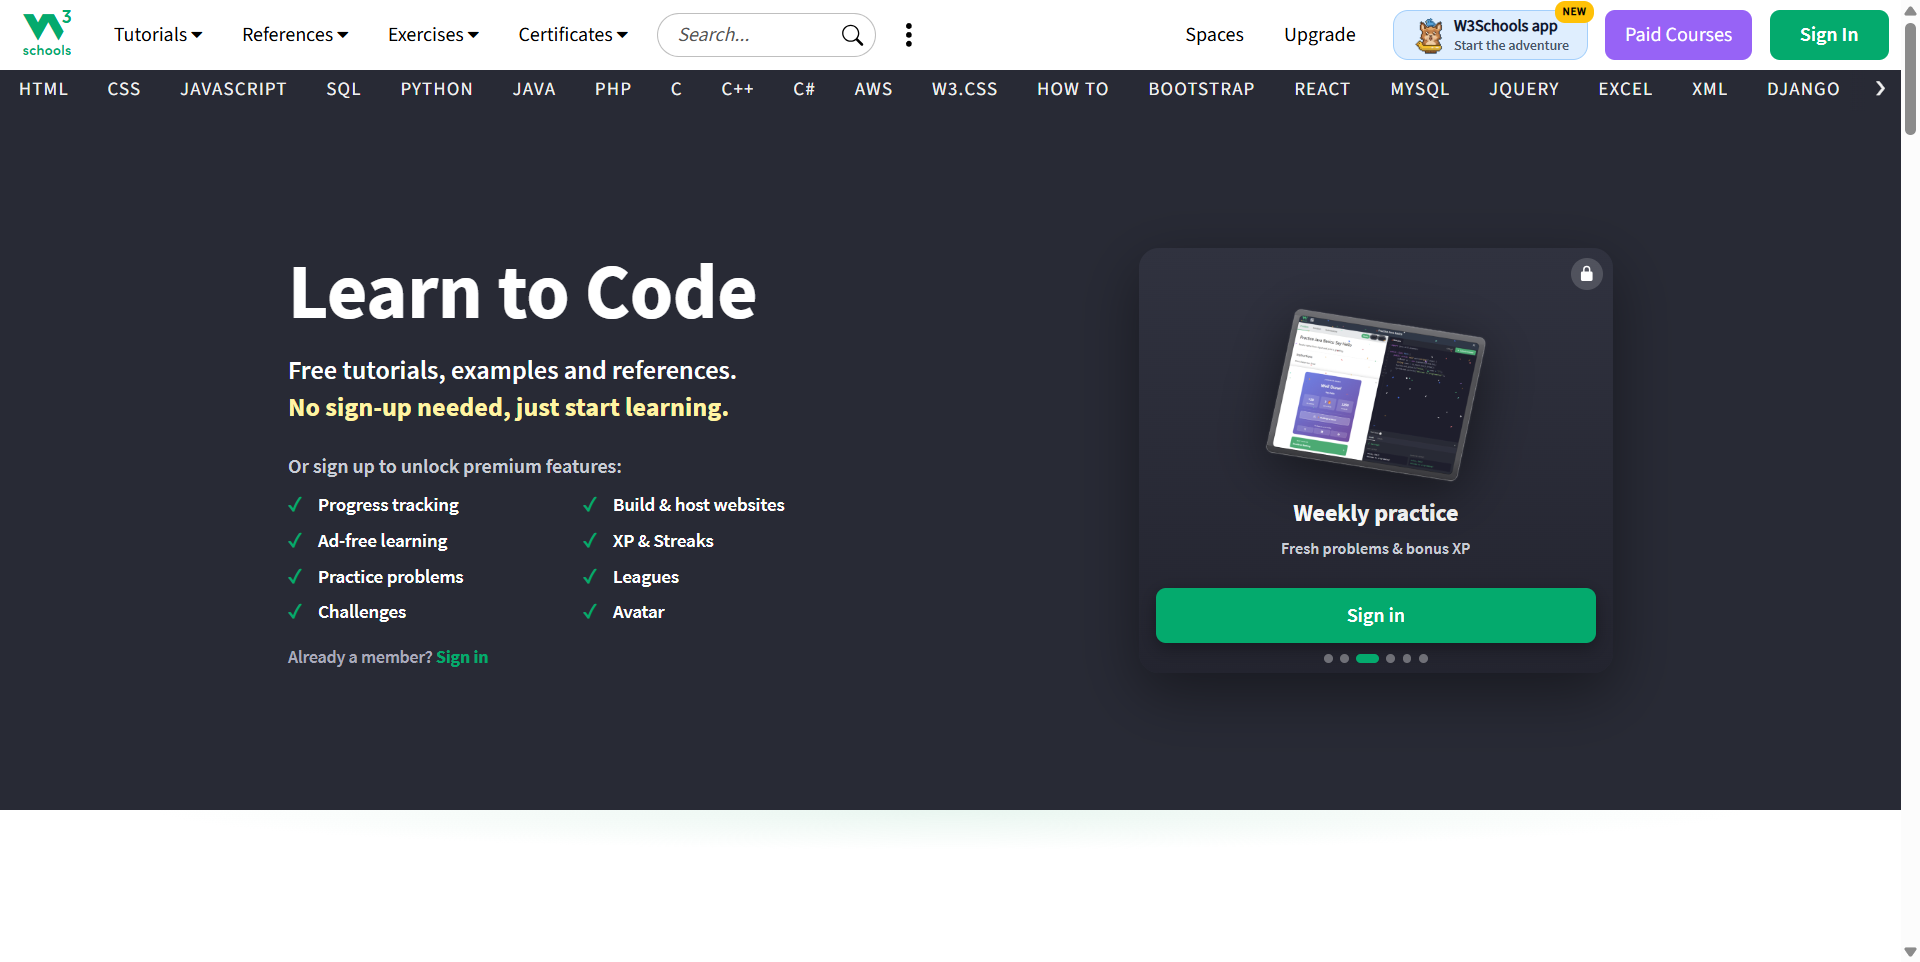 W3 schools
Tutorials References Exercises Certificates Search... Spaces Upgrade W3Schools app NEW Paid Courses Sign In
Start the adventure
HTML CSS JAVASCRIPT SQL PYTHON JAVA PHP C C++ C# AWS W3.CSS HOW TO BOOTSTRAP REACT MYSQL JQUERY EXCEL XML DJANGO ❯
Learn to Code
Free tutorials, examples and references.
No sign-up needed, just start learning.
Or sign up to unlock premium features:
✓ Progress tracking ✓ Build & host websites
✓ Ad-free learning ✓ XP & Streaks
✓ Practice problems ✓ Leagues
✓ Challenges ✓ Avatar
Already a member? Sign in
Weekly practice
Fresh problems & bonus XP
Sign in